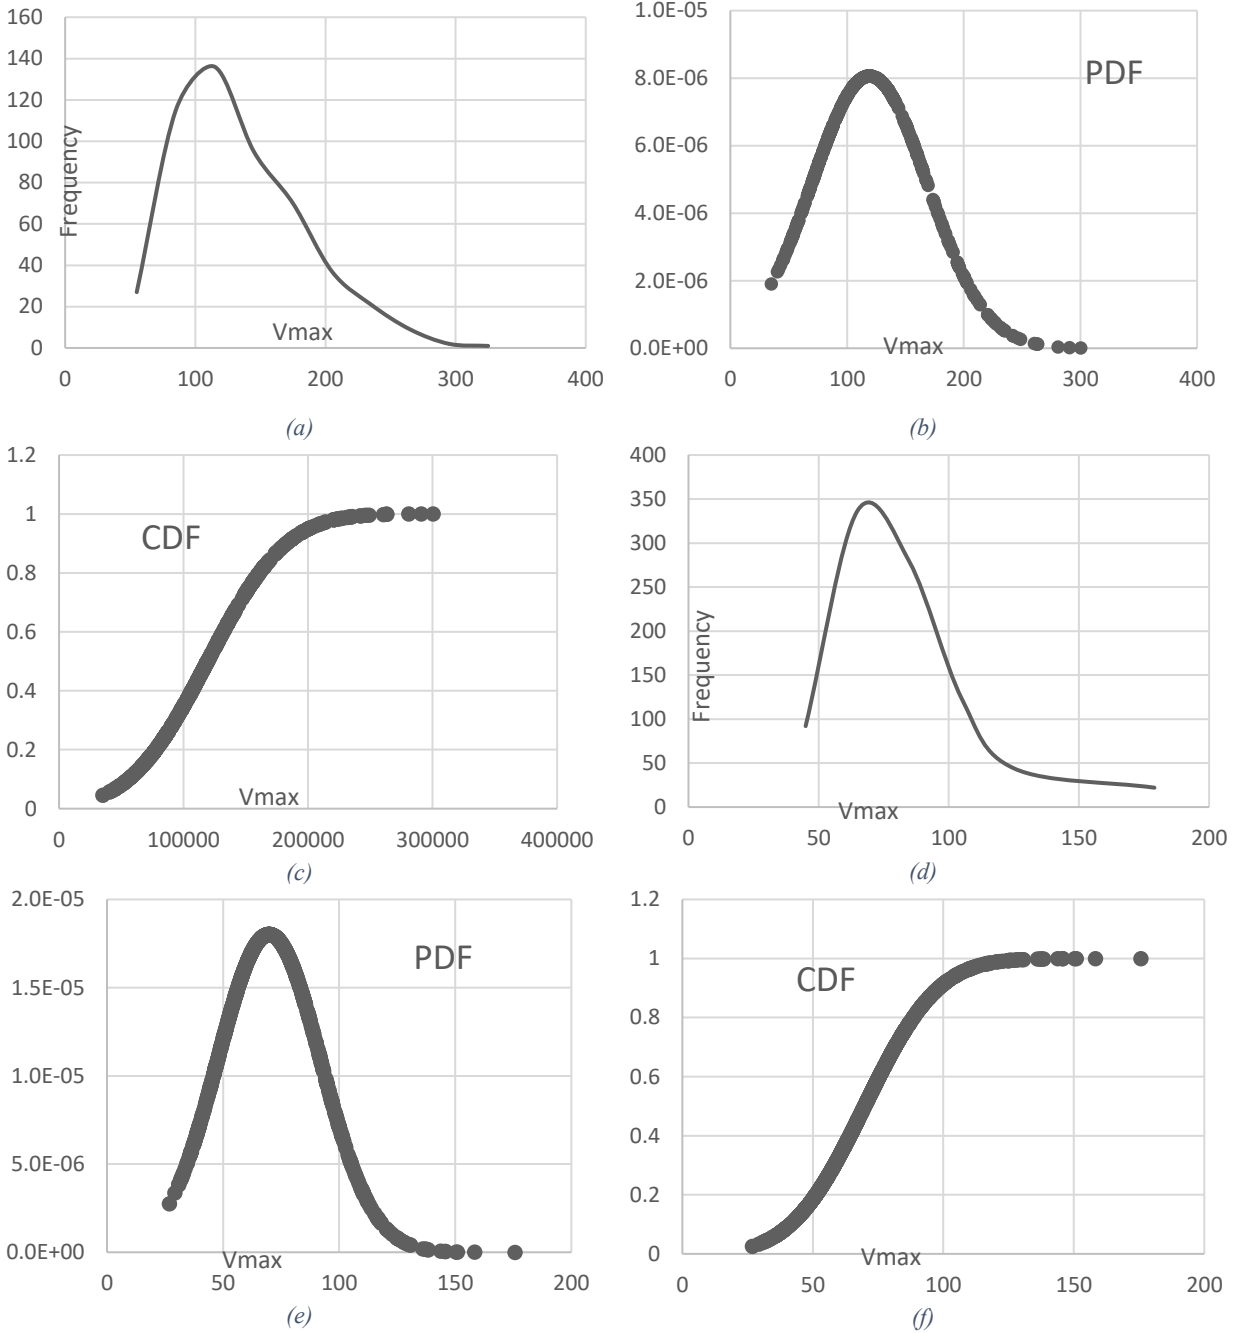 160
140
120
100
80
60
40
20
0
Frequency
Vmax
0 100 200 300 400
(a)
1.0E-05
8.0E-06
6.0E-06
4.0E-06
2.0E-06
0.0E+00
PDF
Vmax
0 100 200 300 400
(b)
1.2
1
0.8
0.6
0.4
0.2
0
CDF
Vmax
0 100000 200000 300000 400000
(c)
400
350
300
250
200
150
100
50
0
Frequency
Vmax
0 50 100 150 200
(d)
2.0E-05
1.5E-05
1.0E-05
5.0E-06
0.0E+00
PDF
Vmax
0 50 100 150 200
(e)
1.2
1
0.8
0.6
0.4
0.2
0
CDF
Vmax
0 50 100 150 200
(f)